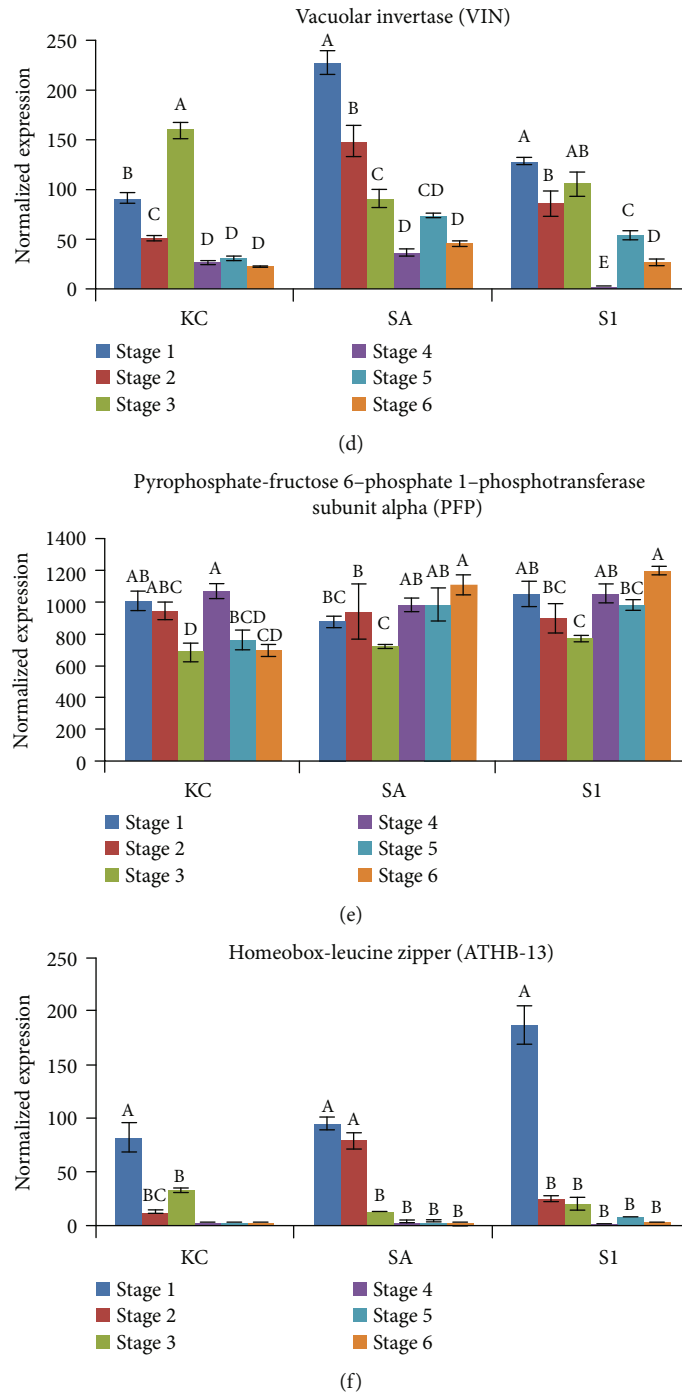 Vacuolar invertase (VIN)
Normalized expression
250
200
150
100
50
0
B
C
A
D
D
D
A
B
C
D
CD
D
A
B
AB
E
C
D
KC
SA
S1
Stage 1
Stage 2
Stage 3
Stage 4
Stage 5
Stage 6
(d)
Pyrophosphate-fructose 6–phosphate 1–phosphotransferase
subunit alpha (PFP)
Normalized expression
1400
1200
1000
800
600
400
200
0
AB
ABC
D
A
BCD
CD
BC
B
C
AB
AB
A
AB
BC
C
AB
BC
A
KC
SA
S1
Stage 1
Stage 2
Stage 3
Stage 4
Stage 5
Stage 6
(e)
Homeobox-leucine zipper (ATHB-13)
Normalized expression
250
200
150
100
50
0
A
BC
B
A
A
B
B
B
B
A
B
B
B
B
B
KC
SA
S1
Stage 1
Stage 2
Stage 3
Stage 4
Stage 5
Stage 6
(f)